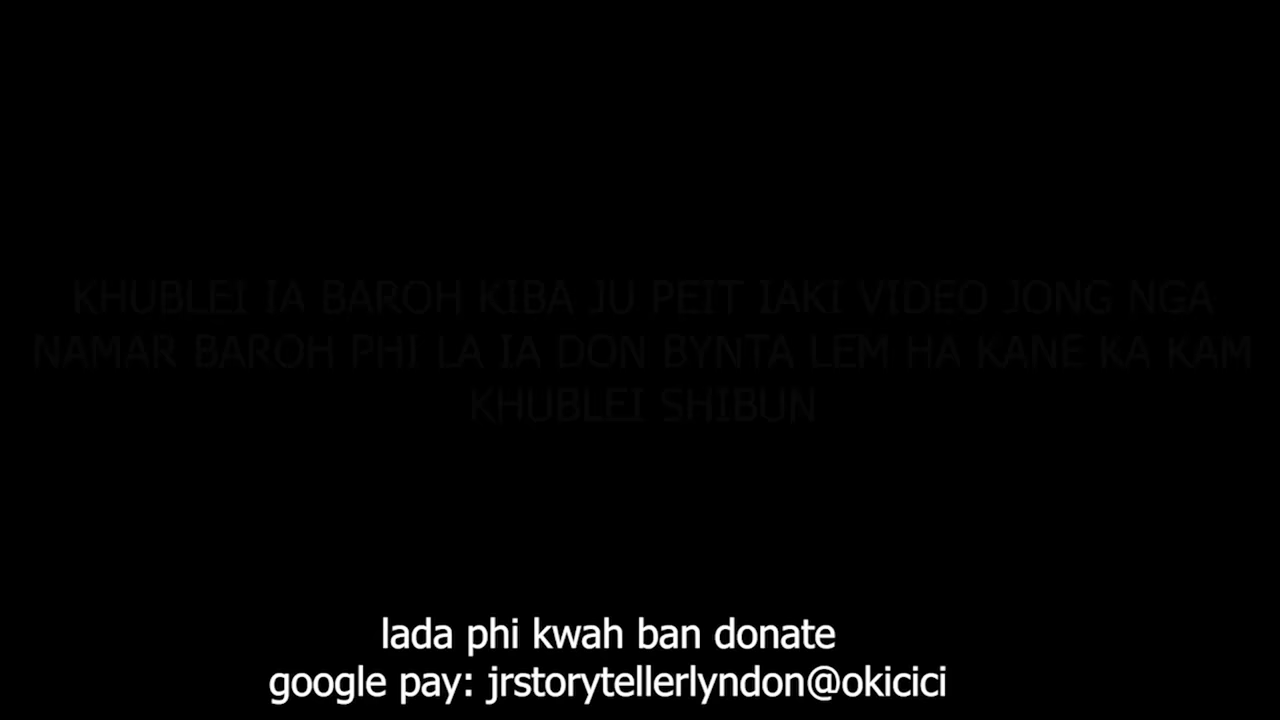 KHUBLEI IA BAROH KIBA JU PEIT IAKI VIDEO JONG NGA
NAMAR BAROH PHI LA IA DON BYNTA LEM HA KANE KA KAM
KHUBLEI SHIBUN
lada phi kwah ban donate
google pay: jrstorytellerlyndon@okicici